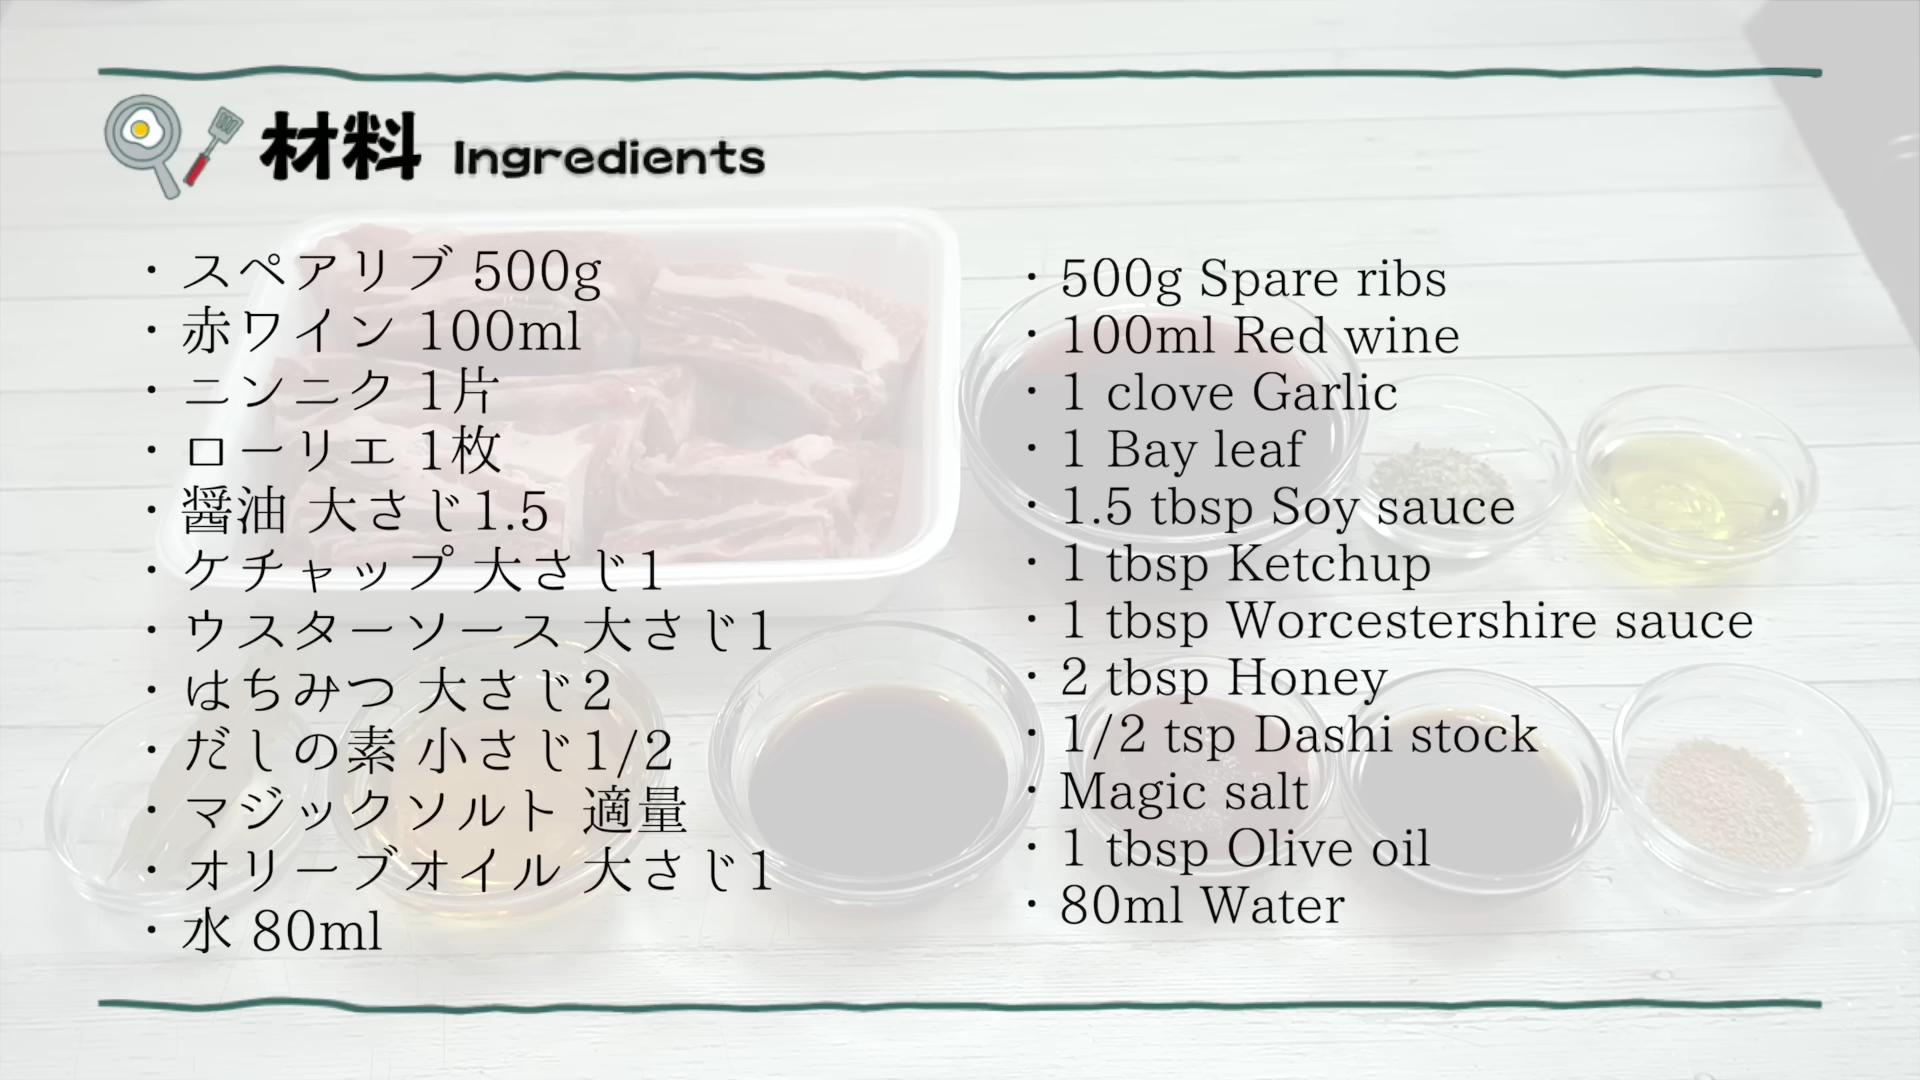 材料 Ingredients
・スペアリブ 500g
・赤ワイン 100ml
・ニンニク 1片
・ローリエ 1枚
・醤油 大さじ1.5
・ケチャップ 大さじ1
・ウスターソース 大さじ1
・はちみつ 大さじ2
・だしの素 小さじ1/2
・マジックソルト 適量
・オリーブオイル 大さじ1
・水 80ml
・500g Spare ribs
・100ml Red wine
・1 clove Garlic
・1 Bay leaf
・1.5 tbsp Soy sauce
・1 tbsp Ketchup
・1 tbsp Worcestershire sauce
・2 tbsp Honey
・1/2 tsp Dashi stock
・Magic salt
・1 tbsp Olive oil
・80ml Water